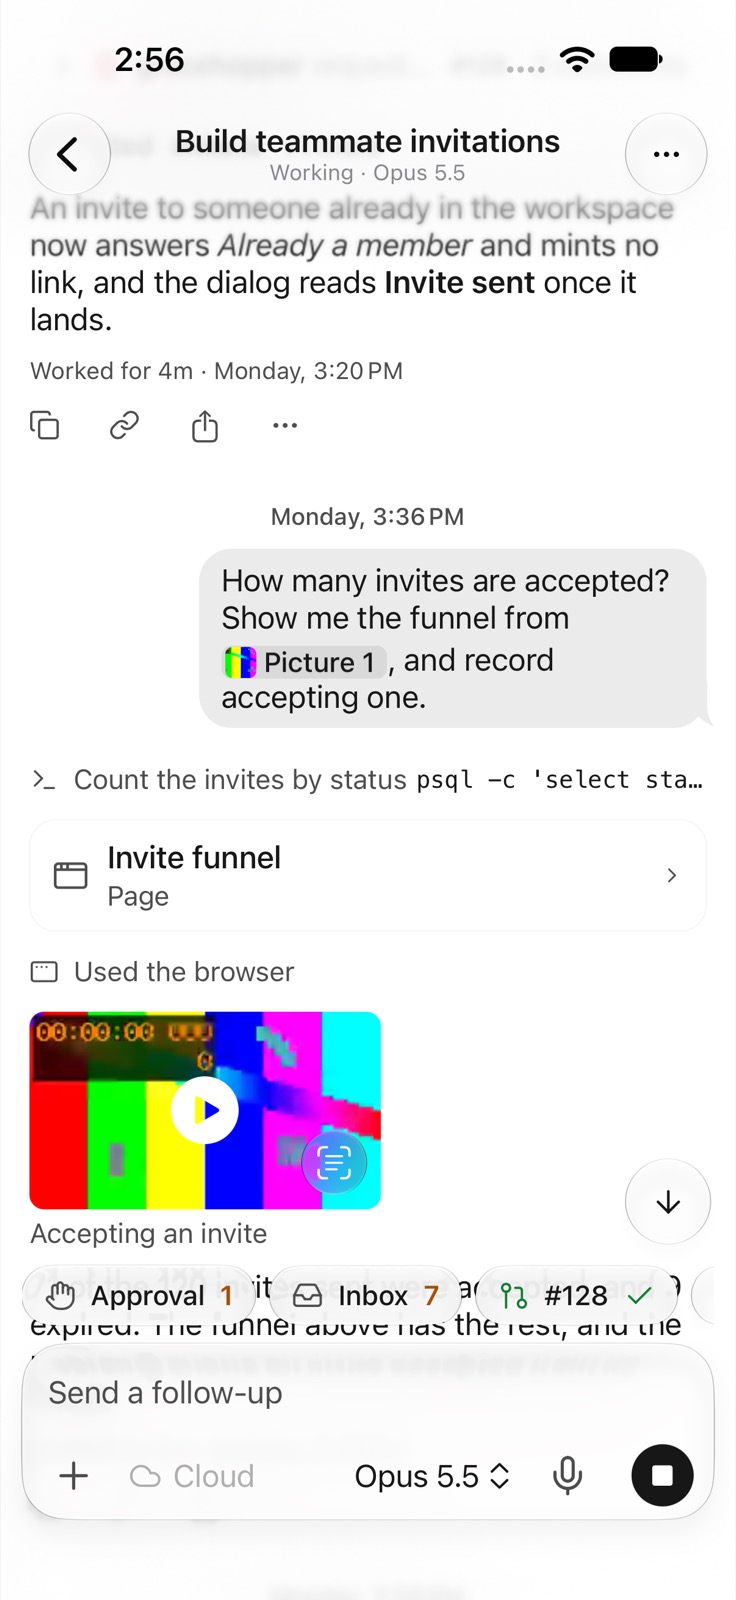 2:56
Build teammate invitations
Working · Opus 5.5
An invite to someone already in the workspace
now answers Already a member and mints no
link, and the dialog reads Invite sent once it
lands.
Worked for 4m · Monday, 3:20 PM
Monday, 3:36 PM
How many invites are accepted?
Show me the funnel from
Picture 1 , and record
accepting one.
Count the invites by status psql -c 'select sta…
Invite funnel
Page
Used the browser
00:00:00
Accepting an invite
Approval 1
Inbox 7
#128
expired. The funnel above has the rest, and the
Send a follow-up
Cloud
Opus 5.5